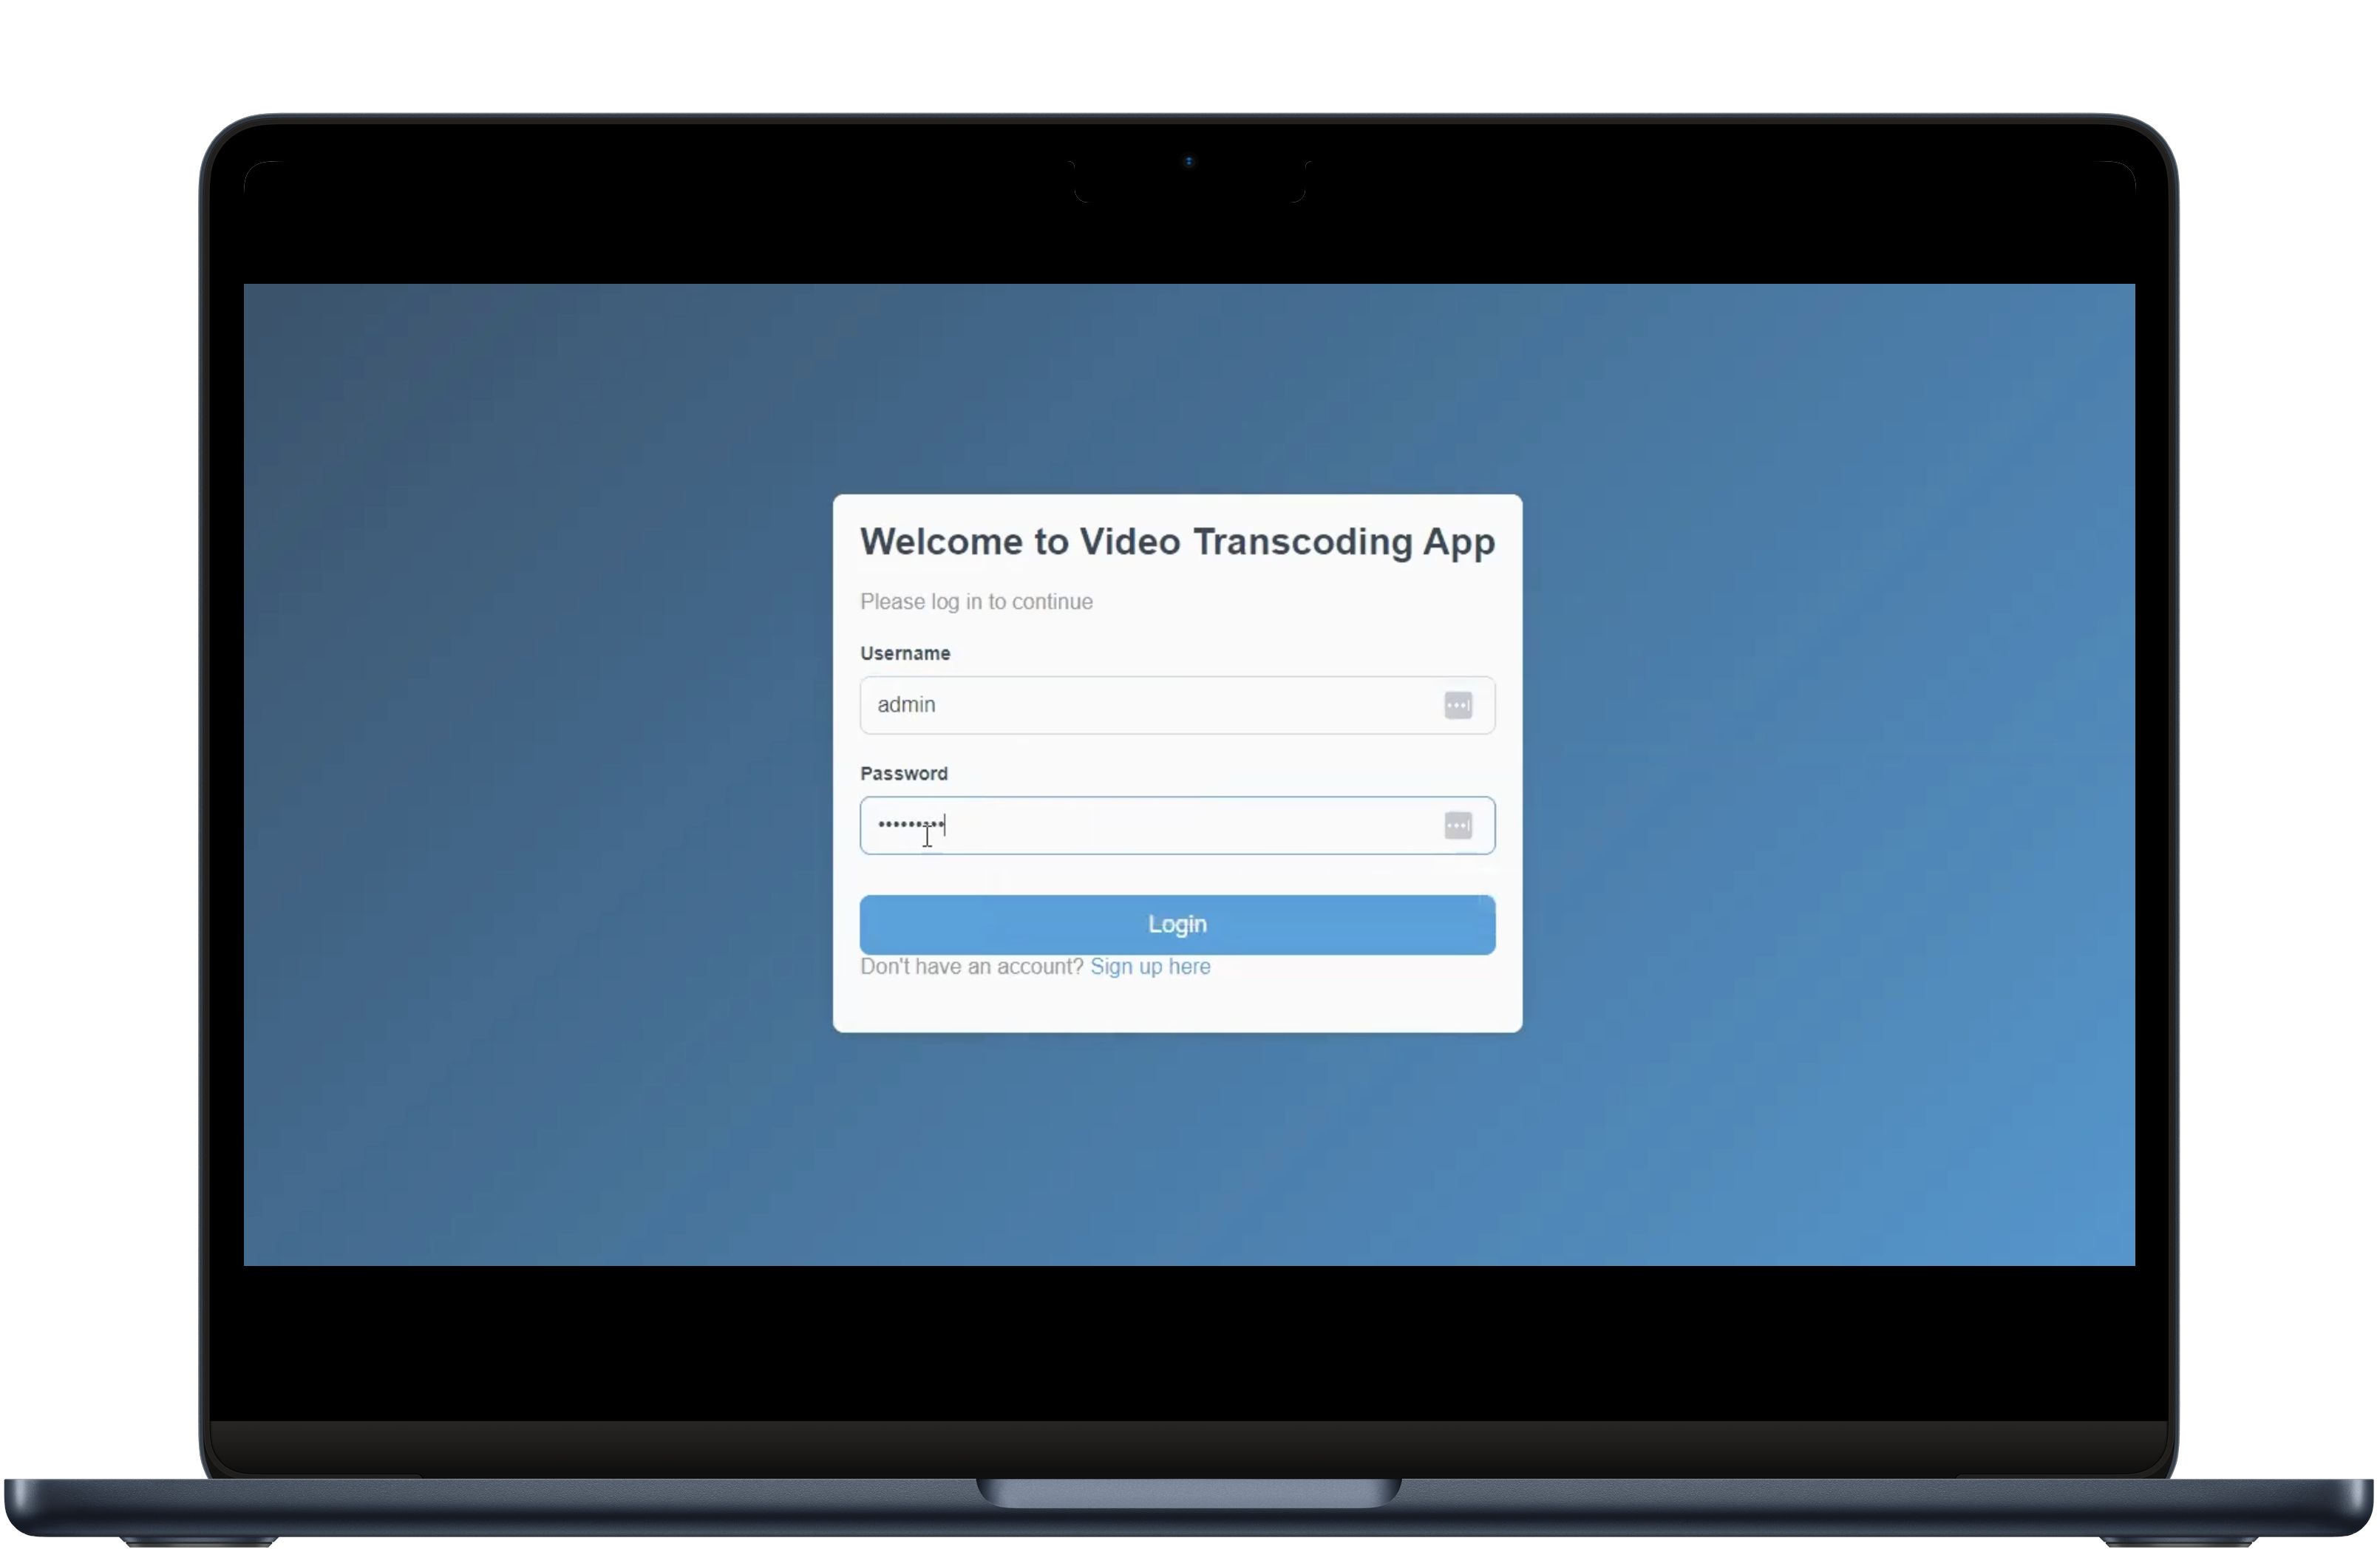 Welcome to Video Transcoding App
Please log in to continue
Username
admin
Password
•••••••••
Login
Don't have an account? Sign up here